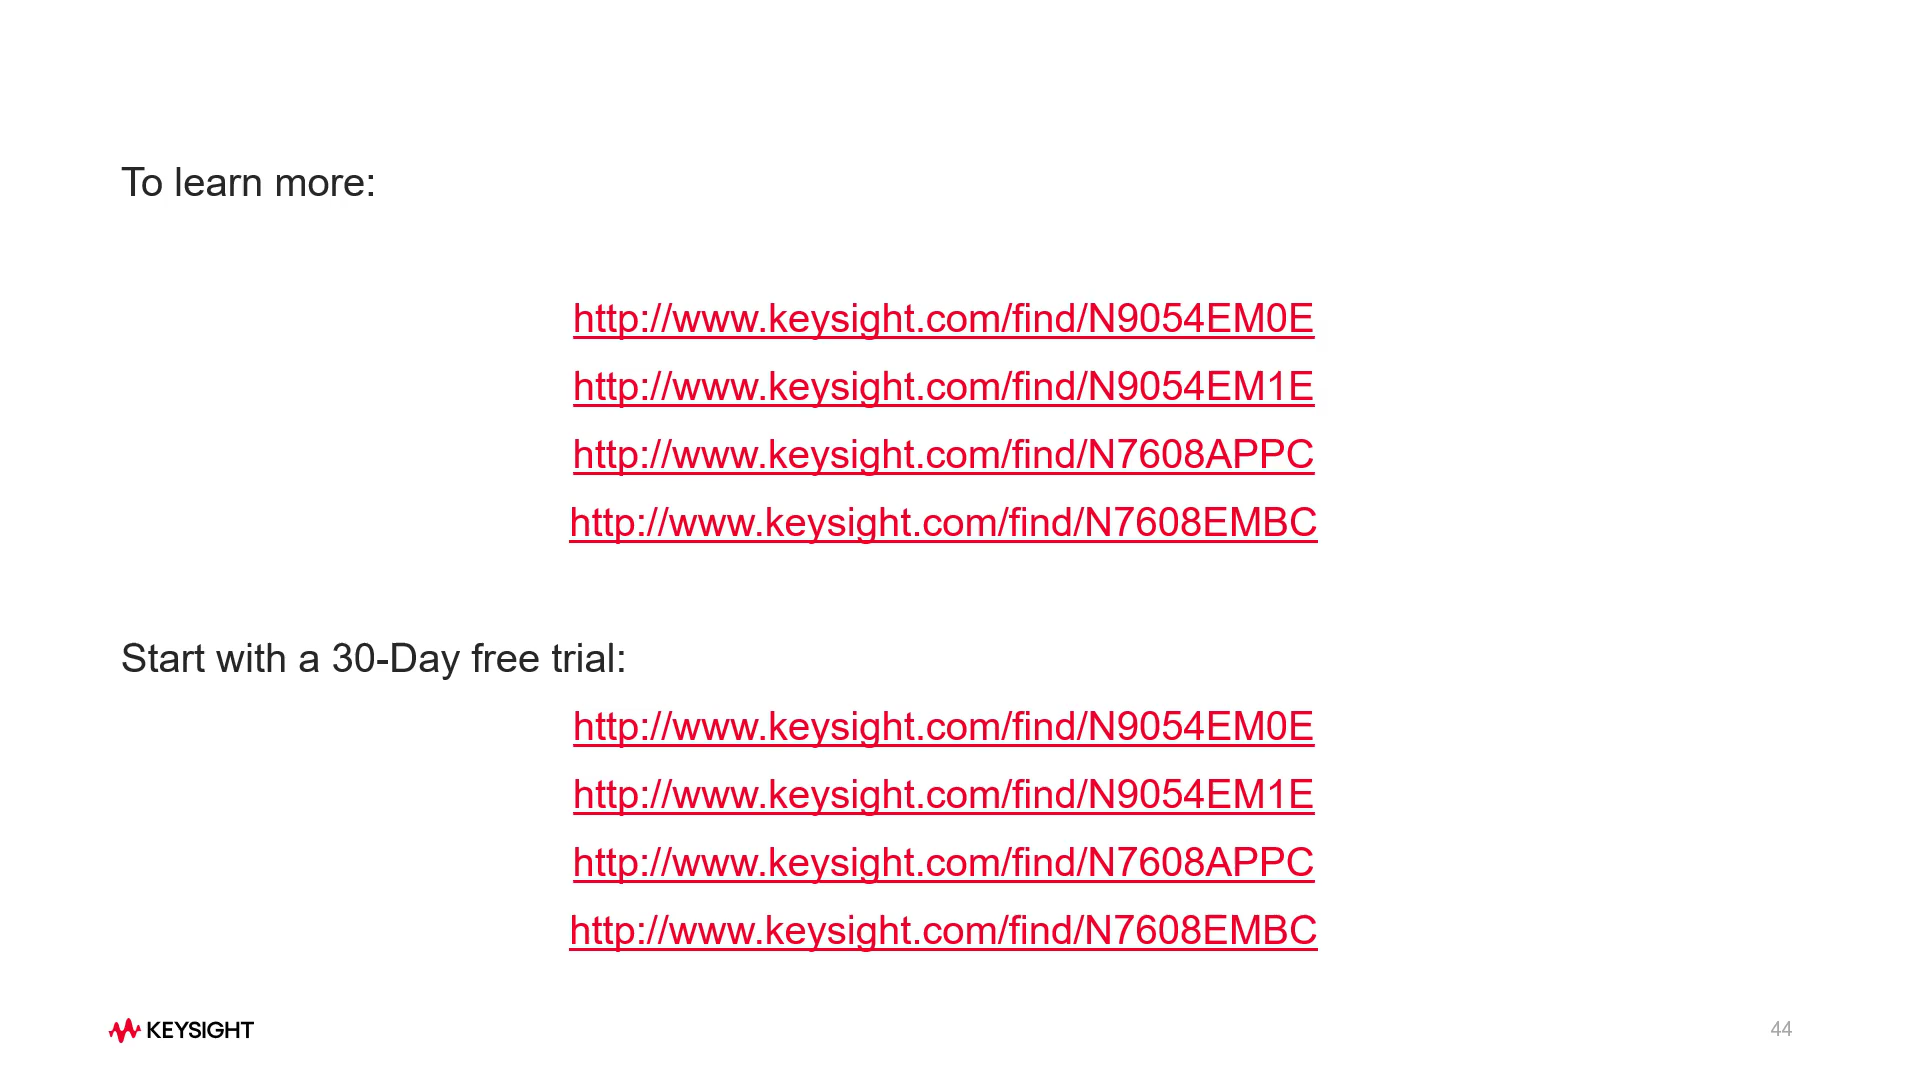 To learn more:
http://www.keysight.com/find/N9054EM0E
http://www.keysight.com/find/N9054EM1E
http://www.keysight.com/find/N7608APPC
http://www.keysight.com/find/N7608EMBC
Start with a 30-Day free trial:
http://www.keysight.com/find/N9054EM0E
http://www.keysight.com/find/N9054EM1E
http://www.keysight.com/find/N7608APPC
http://www.keysight.com/find/N7608EMBC
KEYSIGHT
44